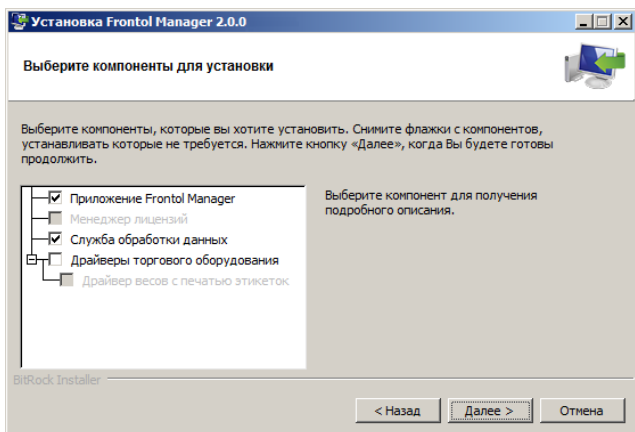 Установка Frontol Manager 2.0.0
Выберите компоненты для установки
Выберите компоненты, которые вы хотите установить. Снимите флажки с компонентов,
устанавливать которые не требуется. Нажмите кнопку «Далее», когда Вы будете готовы
продолжить.
Приложение Frontol Manager
Менеджер лицензий
Служба обработки данных
Драйверы торгового оборудования
Драйвер весов с печатью этикеток
Выберите компонент для получения
подробного описания.
BitRock Installer
< Назад
Далее >
Отмена